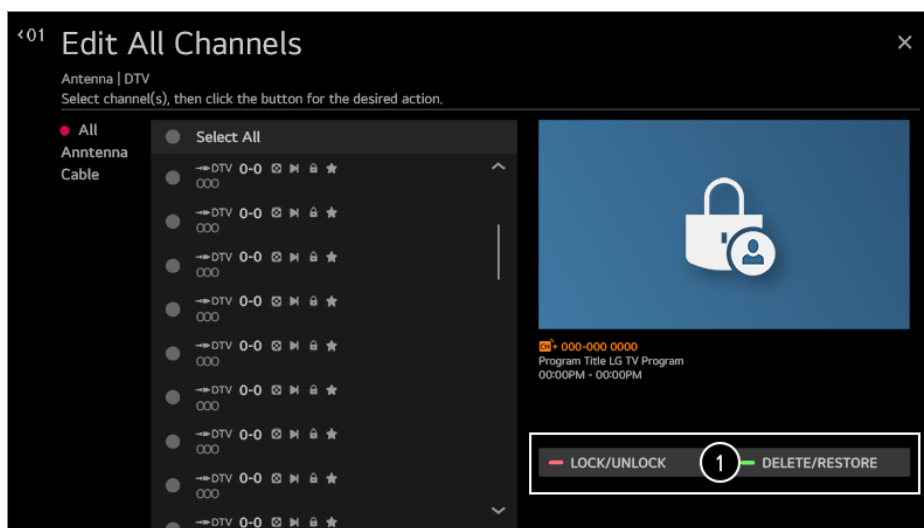 ‹01 Edit All Channels
Antenna | DTV
Select channel(s), then click the button for the desired action.
All
Anntenna
Cable
Select All
DTV 0-0
000
DTV 0-0
000
DTV 0-0
000
DTV 0-0
000
DTV 0-0
000
DTV 0-0
000
DTV 0-0
000
DTV 0-0
000
DTV 0-0
CH+ 000-000 0000
Program Title LG TV Program
00:00PM - 00:00PM
LOCK/UNLOCK 1 DELETE/RESTORE